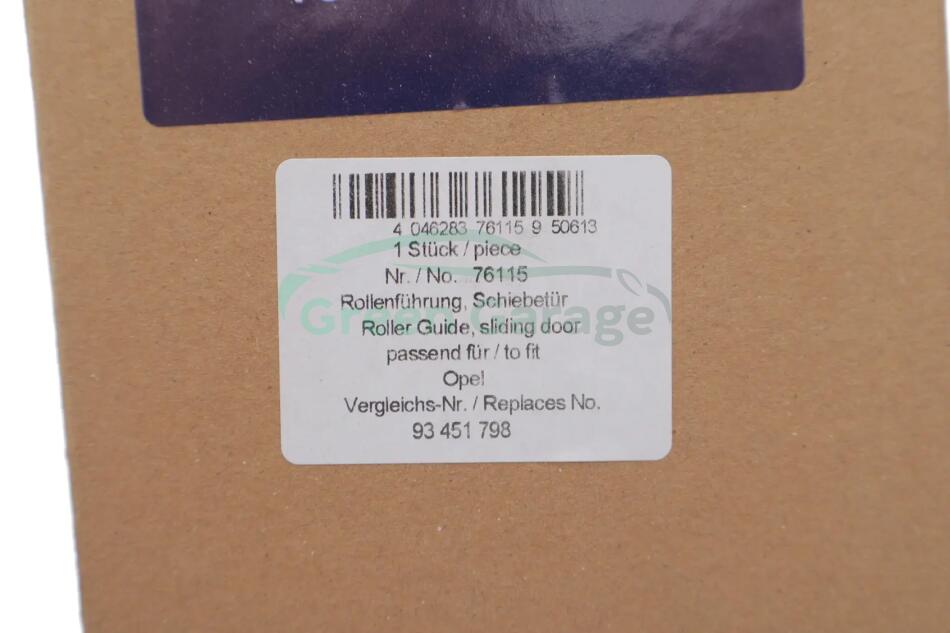 4 046283 76115 9 50613
1 Stück / piece
Nr. / No. 76115
Rollenführung, Schiebetür
Green Garage
Roller Guide, sliding door
passend für / to fit
Opel
Vergleichs-Nr. / Replaces No.
93 451 798